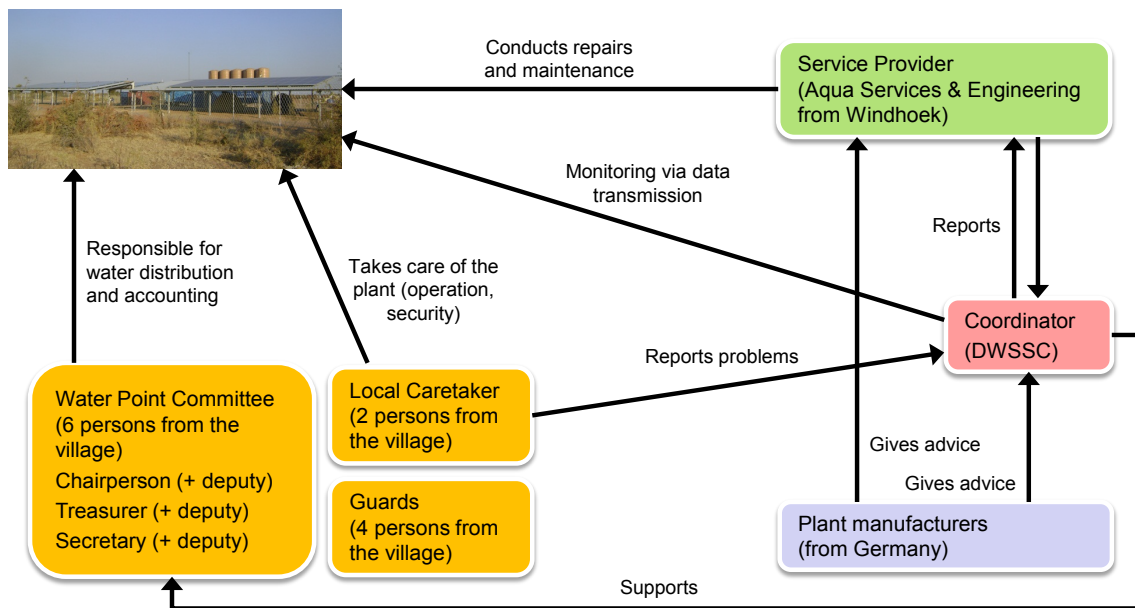 Conducts repairs
and maintenance
Service Provider
(Aqua Services & Engineering
from Windhoek)
Monitoring via data
transmission
Reports
Responsible for
water distribution
and accounting
Takes care of the
plant (operation,
security)
Coordinator
(DWSSC)
Reports problems
Water Point Committee
(6 persons from the
village)
Chairperson (+ deputy)
Treasurer (+ deputy)
Secretary (+ deputy)
Local Caretaker
(2 persons from
the village)
Guards
(4 persons from
the village)
Gives advice
Gives advice
Plant manufacturers
(from Germany)
Supports